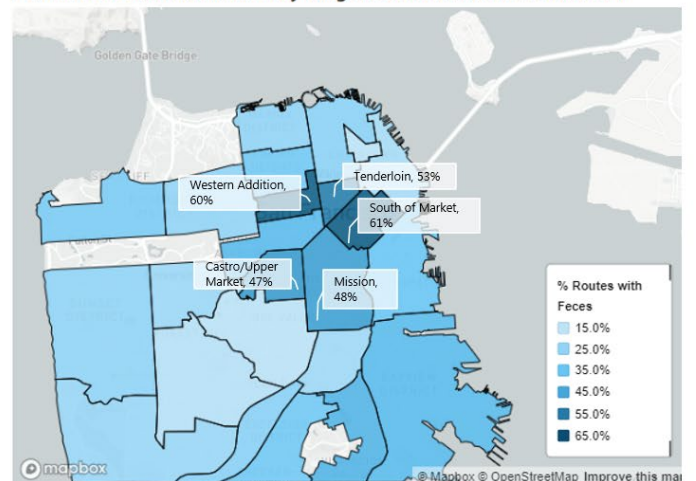 Golden Gate Bridge
Western Addition,
60%
Tenderloin, 53%
South of Market,
61%
Castro/Upper
Market, 47%
Mission,
48%
% Routes with
Feces
15.0%
25.0%
35.0%
45.0%
55.0%
65.0%
mapbox
© Mapbox © OpenStreetMap Improve this map